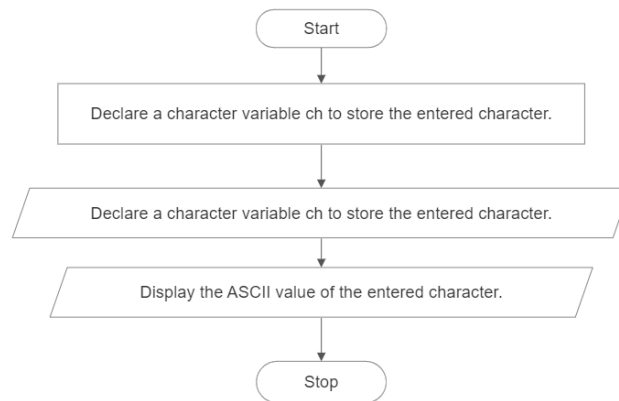 Start
Declare a character variable ch to store the entered character.
Declare a character variable ch to store the entered character.
Display the ASCII value of the entered character.
Stop